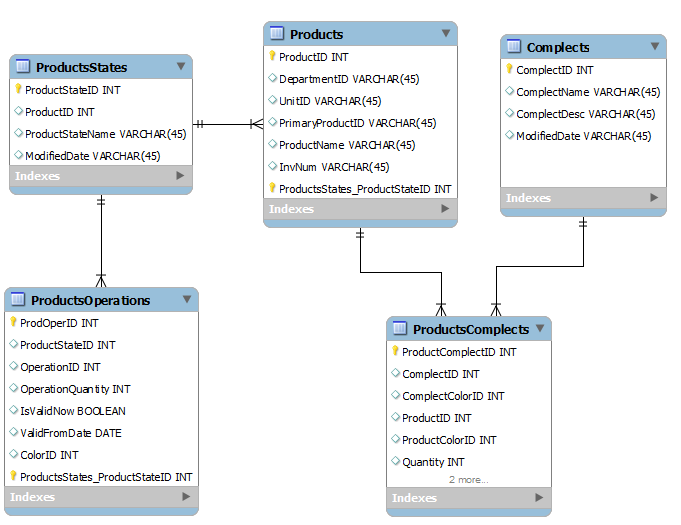 ProductsStates
ProductStateID INT
ProductID INT
ProductStateName VARCHAR(45)
ModifiedDate VARCHAR(45)
Indexes
Products
ProductID INT
DepartmentID VARCHAR(45)
UnitID VARCHAR(45)
PrimaryProductID VARCHAR(45)
ProductName VARCHAR(45)
InvNum VARCHAR(45)
ProductsStates_ProductStateID INT
Indexes
Complects
ComplectID INT
ComplectName VARCHAR(45)
ComplectDesc VARCHAR(45)
ModifiedDate VARCHAR(45)
Indexes
ProductsOperations
ProdOperID INT
ProductStateID INT
OperationID INT
OperationQuantity INT
IsValidNow BOOLEAN
ValidFromDate DATE
ColorID INT
ProductsStates_ProductStateID INT
Indexes
ProductsComplects
ProductComplectID INT
ComplectID INT
ComplectColorID INT
ProductID INT
ProductColorID INT
Quantity INT
2 more...
Indexes